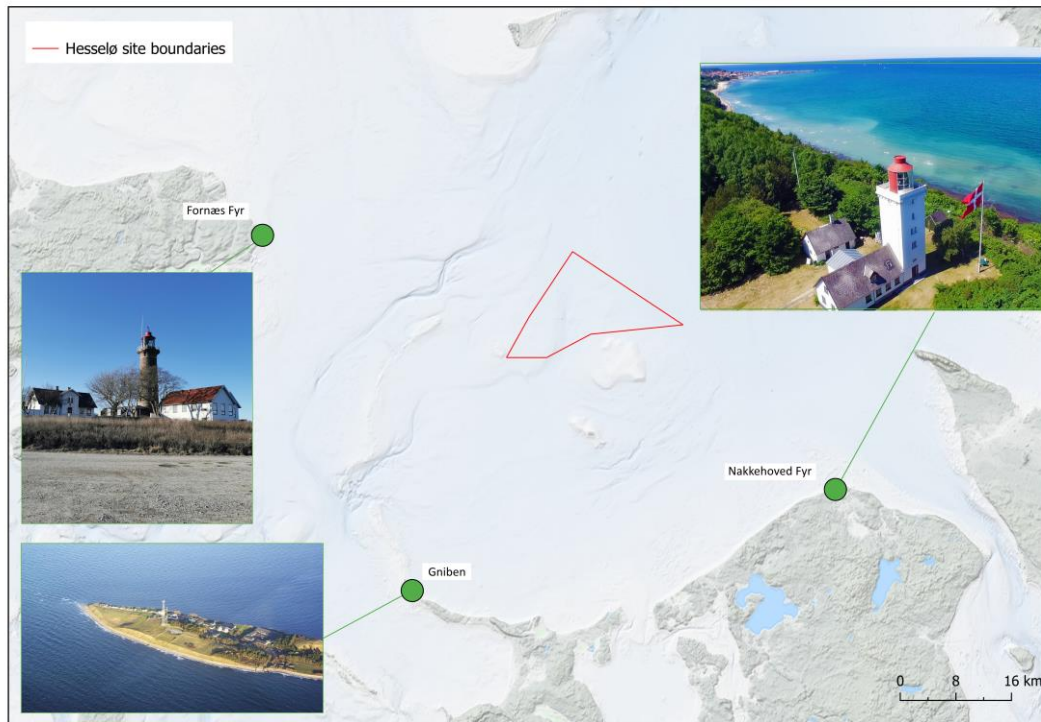 Hesselø site boundaries
Fornæs Fyr
Nakkehoved Fyr
Gniben
0 8 16 km